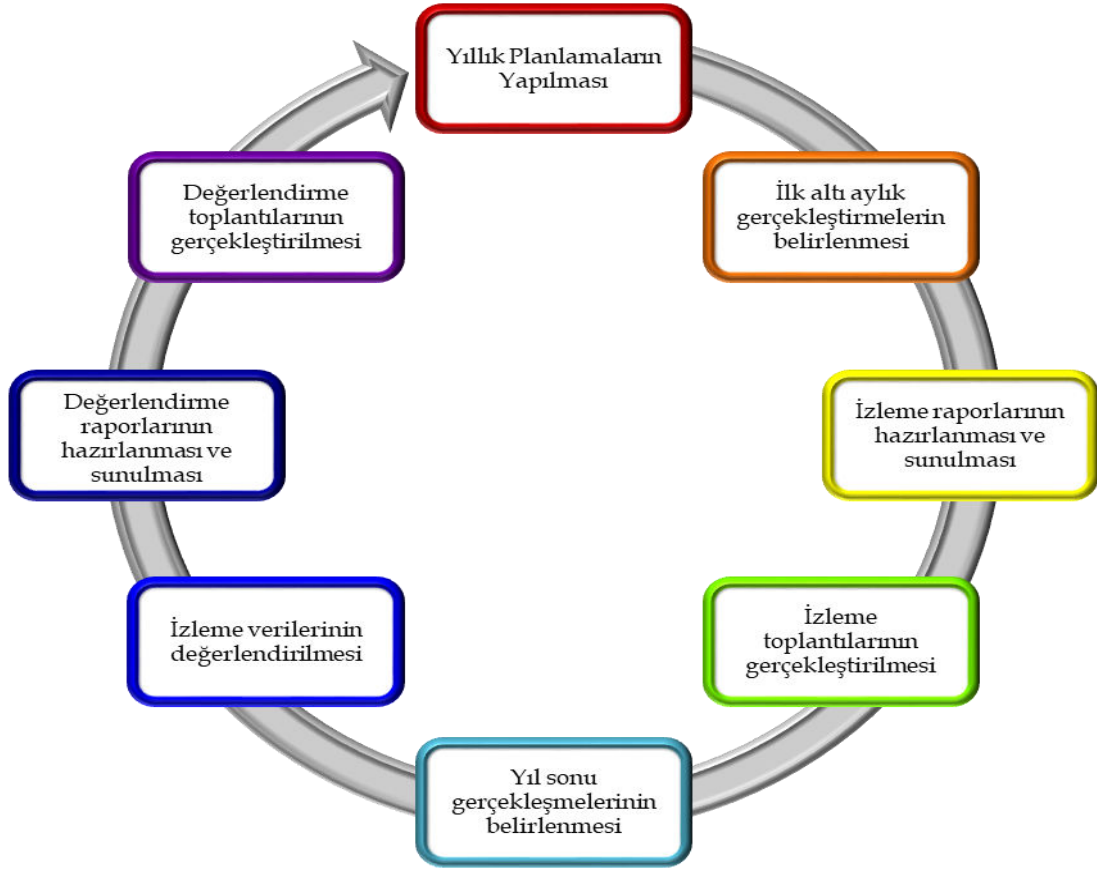 Yıllık Planlamaların
Yapılması
İlk altı aylık
gerçekleştirmelerin
belirlenmesi
İzleme raporlarının
hazırlanması ve
sunulması
İzleme
toplantılarının
gerçekleştirilmesi
Yıl sonu
gerçekleşmelerinin
belirlenmesi
İzleme verilerinin
değerlendirilmesi
Değerlendirme
raporlarının
hazırlanması ve
sunulması
Değerlendirme
toplantılarının
gerçekleştirilmesi